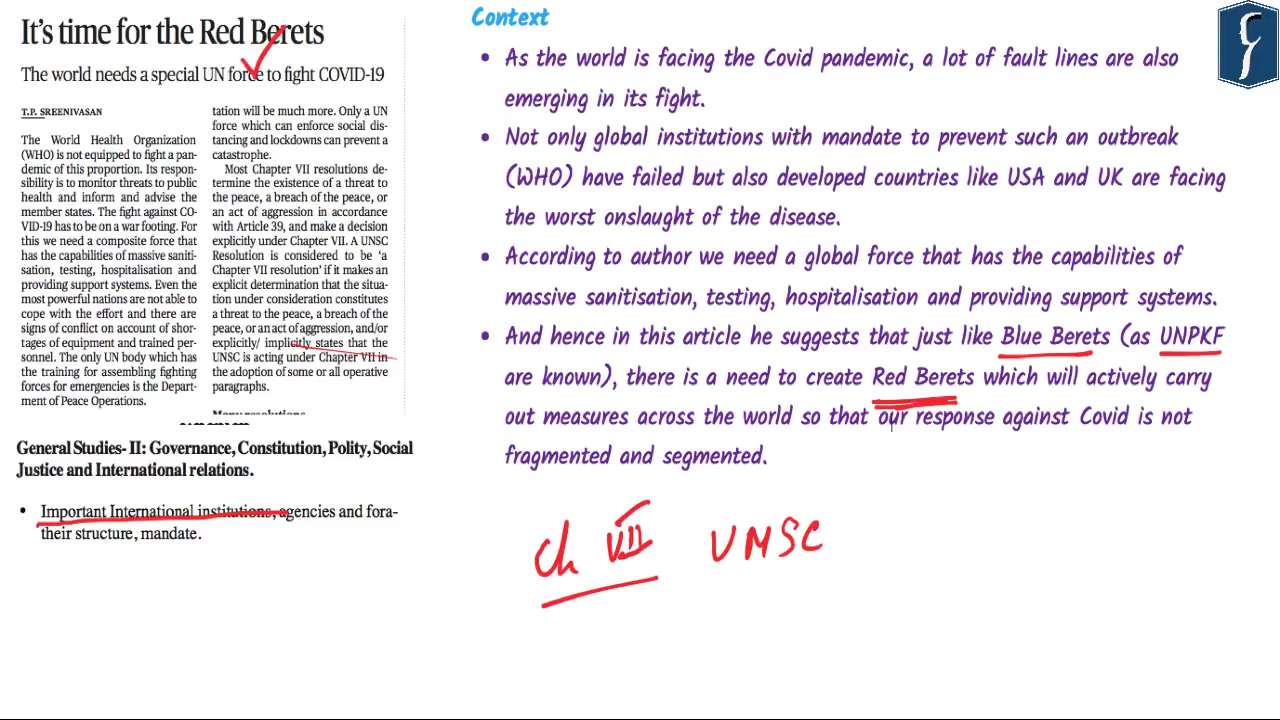 It's time for the Red Berets
The world needs a special UN force to fight COVID-19
T.P. SREENIVASAN
The World Health Organization
(WHO) is not equipped to fight a pan-
demic of this proportion. Its respon-
sibility is to monitor threats to public
health and inform and advise the
member states. The fight against CO-
VID-19 has to be on a war footing. For
this we need a composite force that
has the capabilities of massive saniti-
sation, testing, hospitalisation and
providing support systems. Even the
most powerful nations are not able to
cope with the effort and there are
signs of conflict on account of shor-
tages of equipment and trained per-
sonnel. The only UN body which has
the training for assembling fighting
forces for emergencies is the Depart-
ment of Peace Operations.
tation will be much more. Only a UN
force which can enforce social dis-
tancing and lockdowns can prevent a
catastrophe.
Most Chapter VII resolutions de-
termine the existence of a threat to
the peace, a breach of the peace, or
an act of aggression in accordance
with Article 39, and make a decision
explicitly under Chapter VII. A UNSC
Resolution is considered to be 'a
Chapter VII resolution' if it makes an
explicit determination that the situa-
tion under consideration constitutes
a threat to the peace, a breach of the
peace, or an act of aggression, and/or
explicitly/ implicitly states that the
UNSC is acting under Chapter VII in
the adoption of some or all operative
paragraphs.
General Studies- II: Governance, Constitution, Polity, Social
Justice and International relations.
• Important International institutions, agencies and fora-
their structure, mandate.
Context
• As the world is facing the Covid pandemic, a lot of fault lines are also
emerging in its fight.
• Not only global institutions with mandate to prevent such an outbreak
(WHO) have failed but also developed countries like USA and UK are facing
the worst onslaught of the disease.
• According to author we need a global force that has the capabilities of
massive sanitisation, testing, hospitalisation and providing support systems.
• And hence in this article he suggests that just like Blue Berets (as UNPKF
are known), there is a need to create Red Berets which will actively carry
out measures across the world so that our response against Covid is not
fragmented and segmented.
Ch VII UNSC